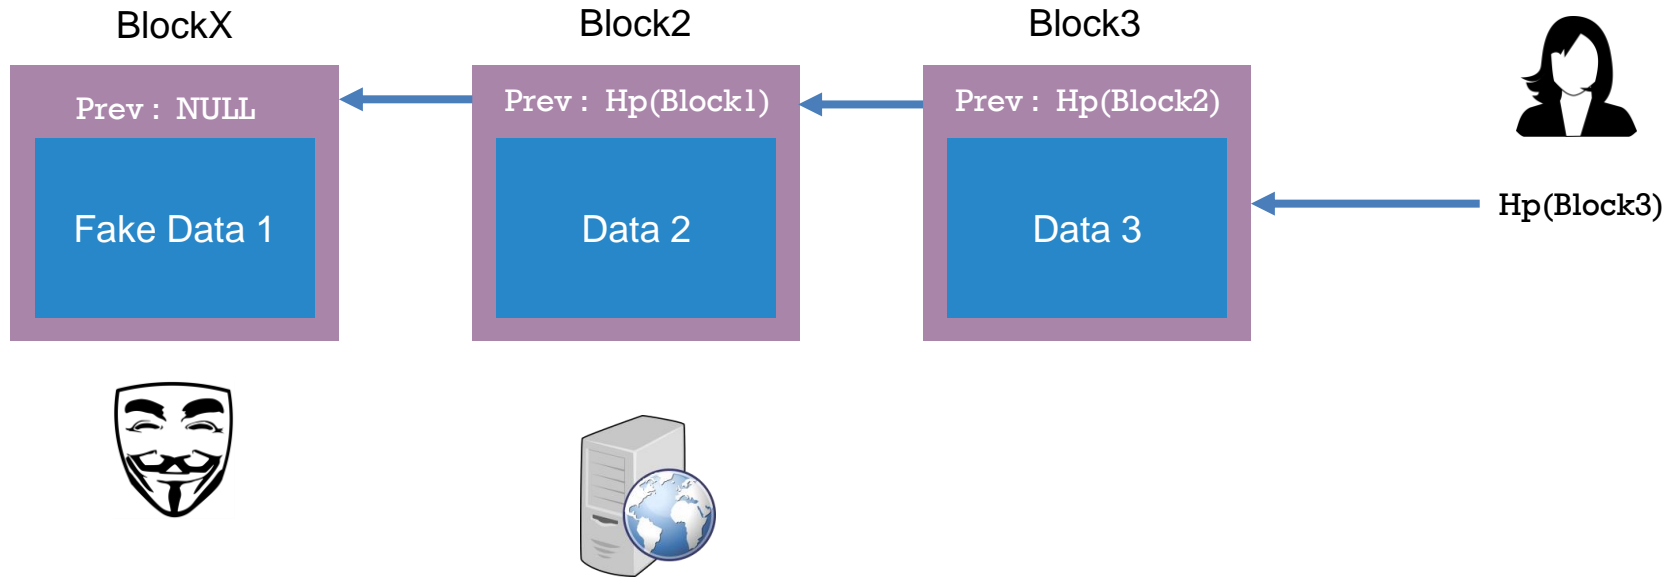 BlockX
Block2
Block3
Prev : NULL
Prev : Hp(Block1)
Prev : Hp(Block2)
Fake Data 1
Data 2
Data 3
Hp(Block3)